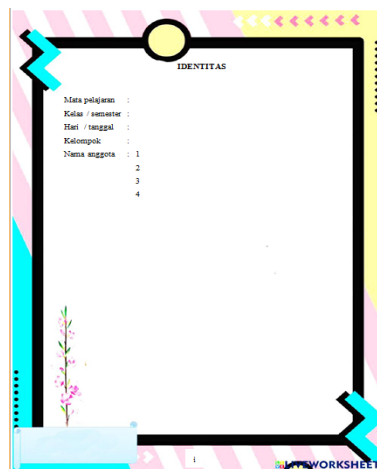 IDENTITAS
Mata pelajaran :
Kelas / semester :
Hari / tanggal :
Kelompok :
Nama anggota : 1
2
3
4
i
LIVEWORKSHEETS